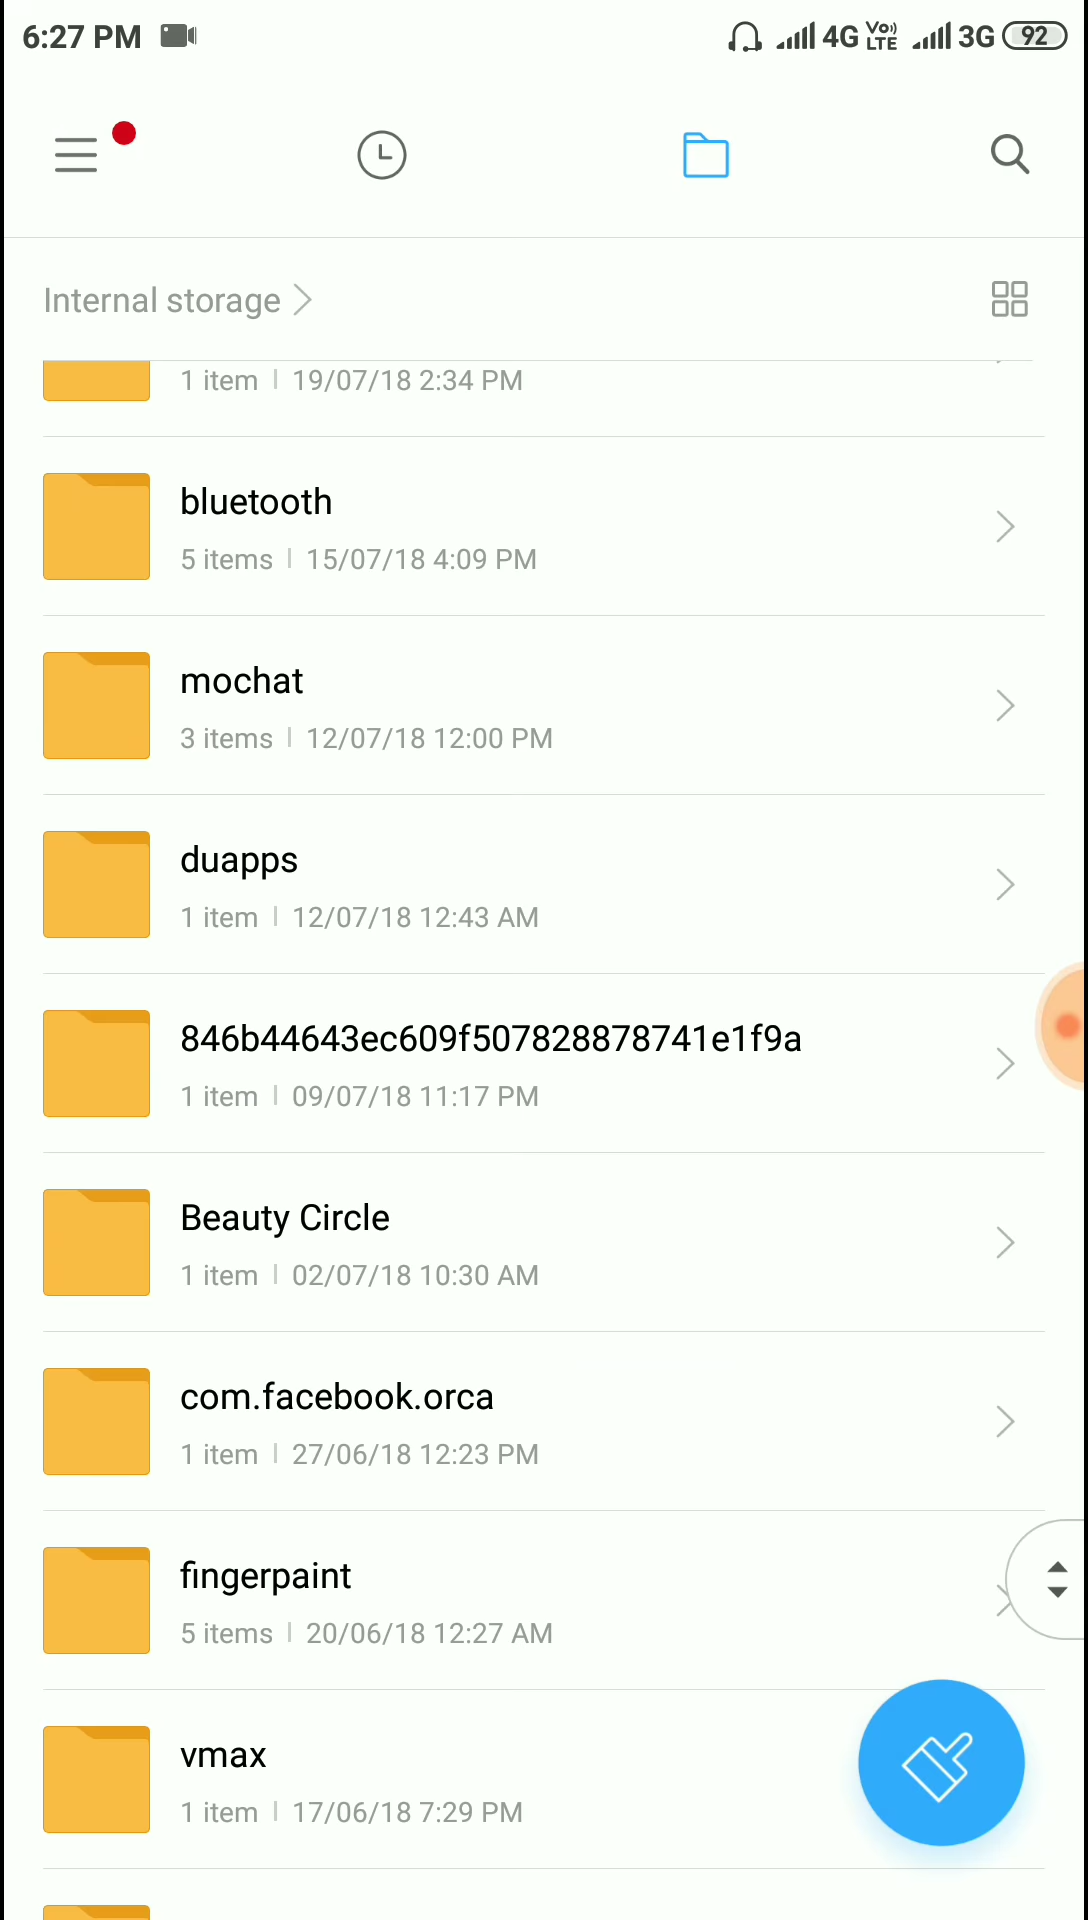 6:27 PM 4G VoLTE 3G 92
Internal storage
1 item | 19/07/18 2:34 PM
bluetooth
5 items | 15/07/18 4:09 PM
mochat
3 items | 12/07/18 12:00 PM
duapps
1 item | 12/07/18 12:43 AM
846b44643ec609f507828878741e1f9a
1 item | 09/07/18 11:17 PM
Beauty Circle
1 item | 02/07/18 10:30 AM
com.facebook.orca
1 item | 27/06/18 12:23 PM
fingerpaint
5 items | 20/06/18 12:27 AM
vmax
1 item | 17/06/18 7:29 PM